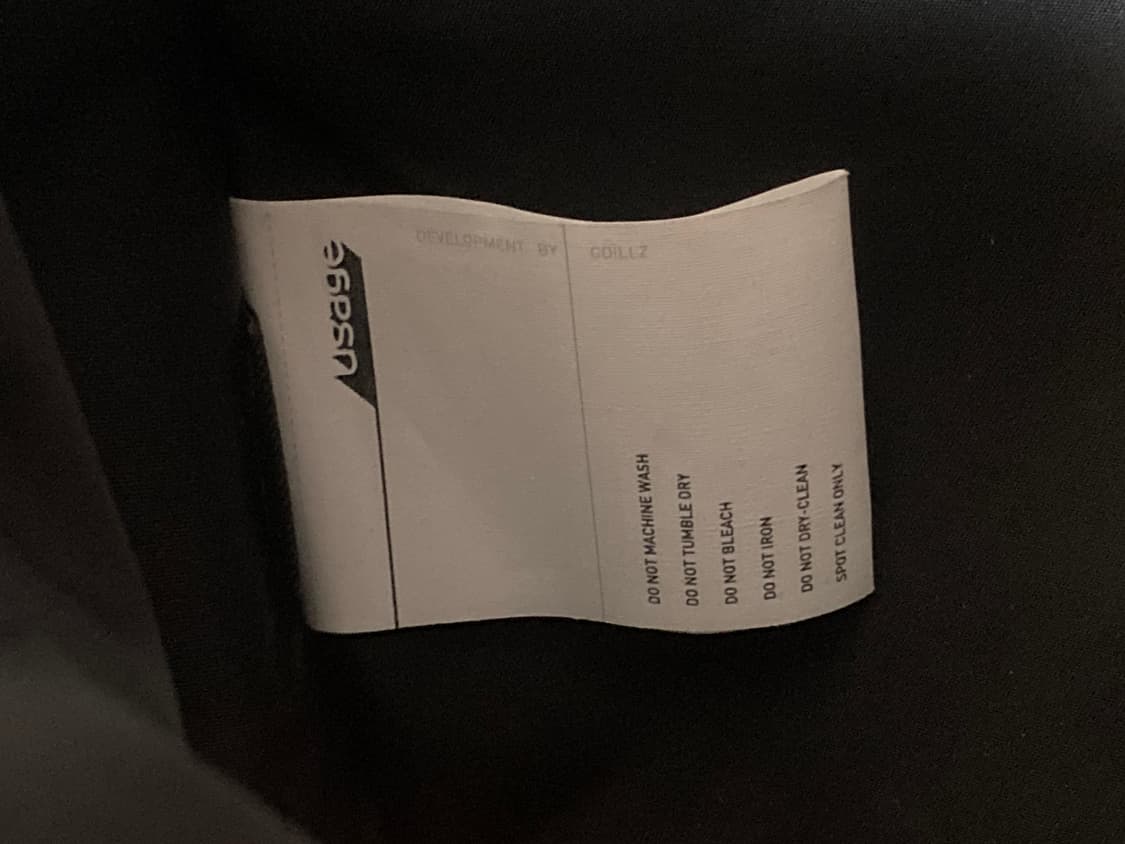 usage
DEVELOPMENT BY GDILLZ
DO NOT MACHINE WASH
DO NOT TUMBLE DRY
DO NOT BLEACH
DO NOT IRON
DO NOT DRY-CLEAN
SPOT CLEAN ONLY